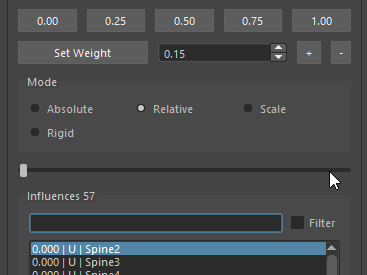 0.00 0.25 0.50 0.75 1.00
Set Weight 0.15 + -
Mode
Absolute Relative Scale
Rigid
Influences 57
Filter
0.000 | U | Spine2
0.000 | U | Spine3
0.000 | U | Spine4